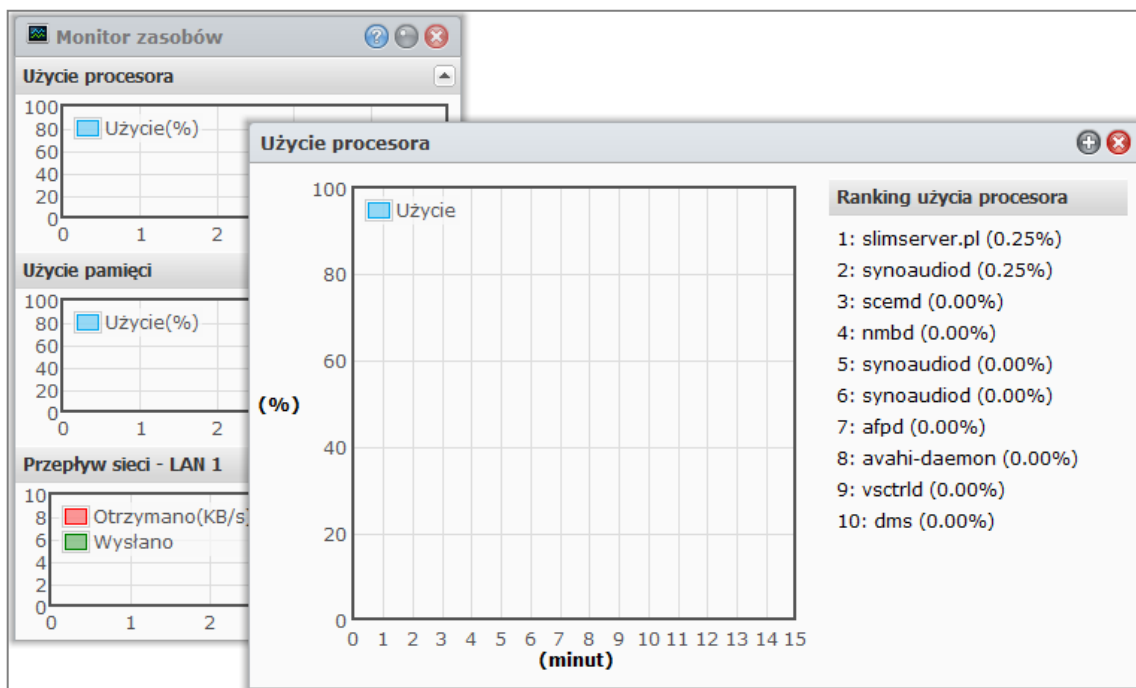 Monitor zasobów
Użycie procesora
100
80
60
40
20
0
Użycie(%)
0 1 2
Użycie pamięci
100
80
60
40
20
0
Użycie(%)
0 1 2
Przepływ sieci - LAN 1
10
8
6
4
2
0
Otrzymano(KB/s)
Wysłano
0 1 2
Użycie procesora
100
80
60
40
20
0
Użycie
(%)
0 1 2 3 4 5 6 7 8 9 10 11 12 13 14 15
(minut)
Ranking użycia procesora
1: slimserver.pl (0.25%)
2: synoaudiod (0.25%)
3: scemd (0.00%)
4: nmbd (0.00%)
5: synoaudiod (0.00%)
6: synoaudiod (0.00%)
7: afpd (0.00%)
8: avahi-daemon (0.00%)
9: vsctrld (0.00%)
10: dms (0.00%)